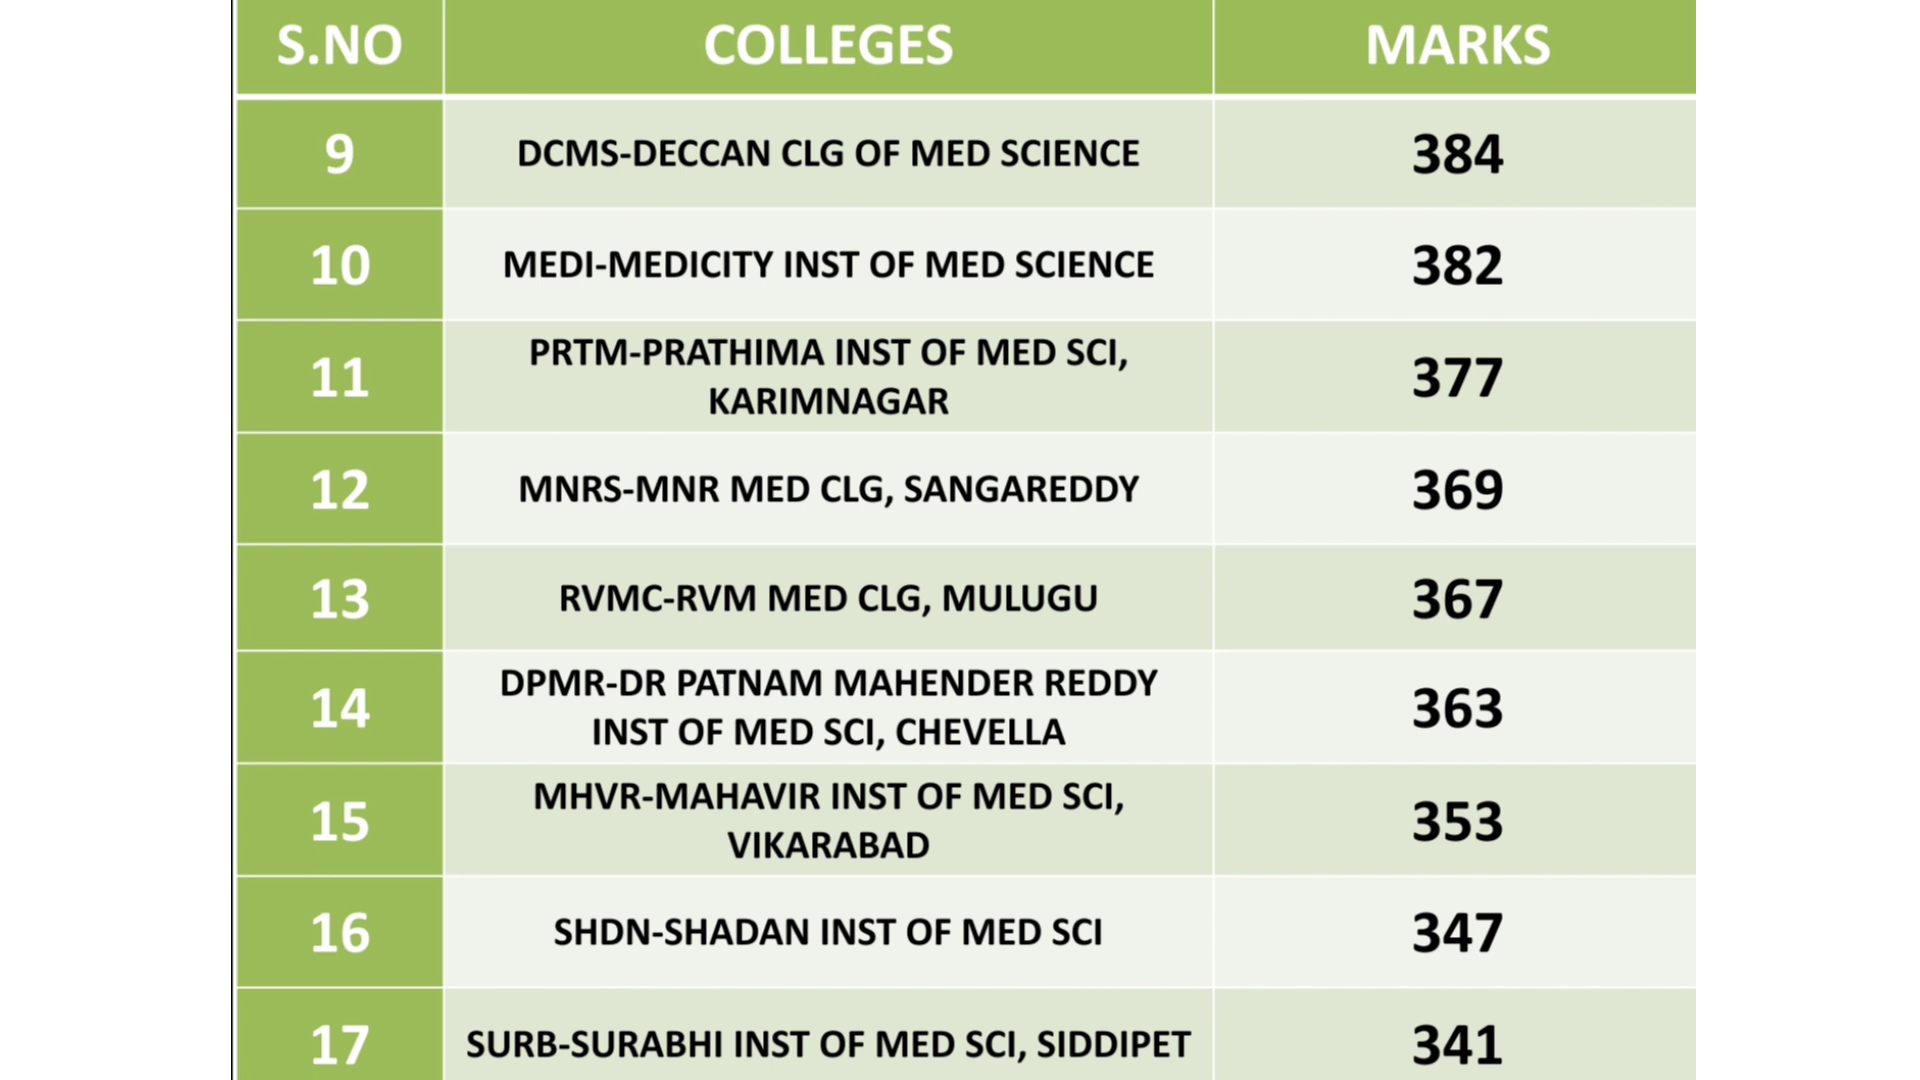 S.NO COLLEGES MARKS
9 DCMS-DECCAN CLG OF MED SCIENCE 384
10 MEDI-MEDICITY INST OF MED SCIENCE 382
11 PRTM-PRATHIMA INST OF MED SCI, 377
KARIMNAGAR
12 MNRS-MNR MED CLG, SANGAREDDY 369
13 RVMC-RVM MED CLG, MULUGU 367
14 DPMR-DR PATNAM MAHENDER REDDY 363
INST OF MED SCI, CHEVELLA
15 MHVR-MAHAVIR INST OF MED SCI, 353
VIKARABAD
16 SHDN-SHADAN INST OF MED SCI 347
17 SURB-SURABHI INST OF MED SCI, SIDDIPET 341